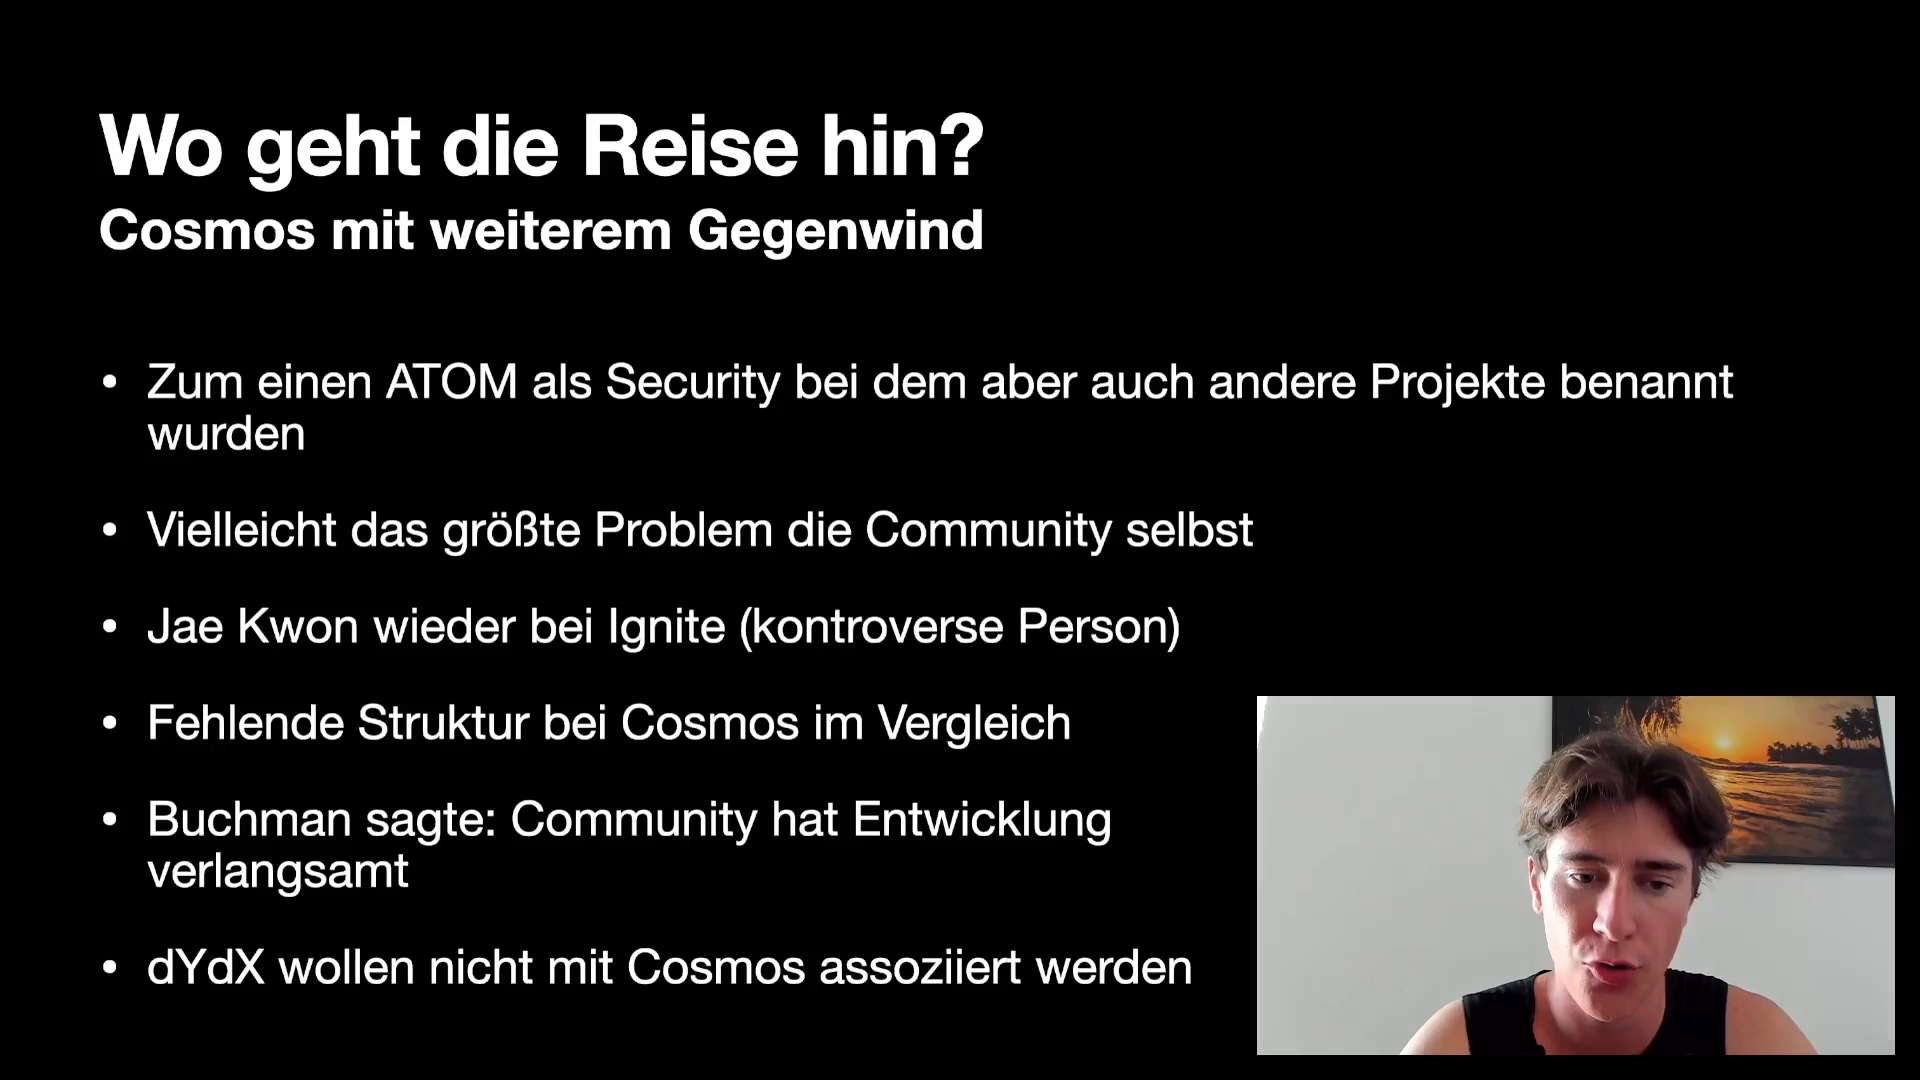 Wo geht die Reise hin?
Cosmos mit weiterem Gegenwind
• Zum einen ATOM als Security bei dem aber auch andere Projekte benannt
wurden
• Vielleicht das größte Problem die Community selbst
• Jae Kwon wieder bei Ignite (kontroverse Person)
• Fehlende Struktur bei Cosmos im Vergleich
• Buchman sagte: Community hat Entwicklung
verlangsamt
• dYdX wollen nicht mit Cosmos assoziiert werden